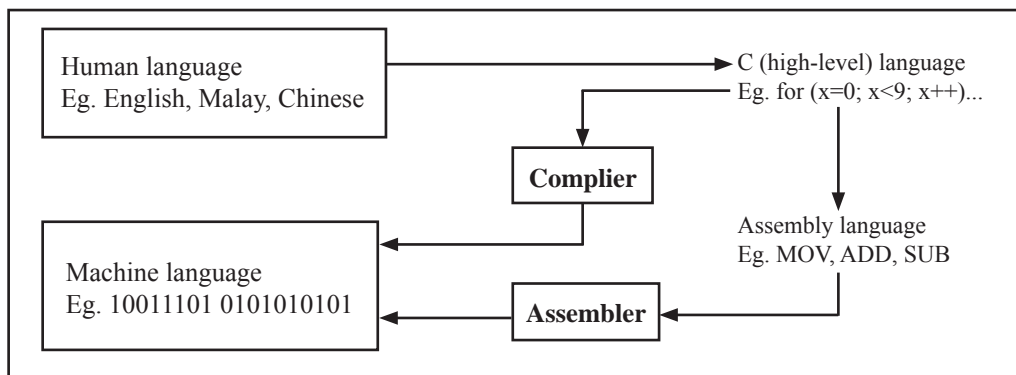 Human language
Eg. English, Malay, Chinese
C (high-level) language
Eg. for (x=0; x<9; x++)...
Complier
Assembly language
Eg. MOV, ADD, SUB
Machine language
Eg. 10011101 0101010101
Assembler